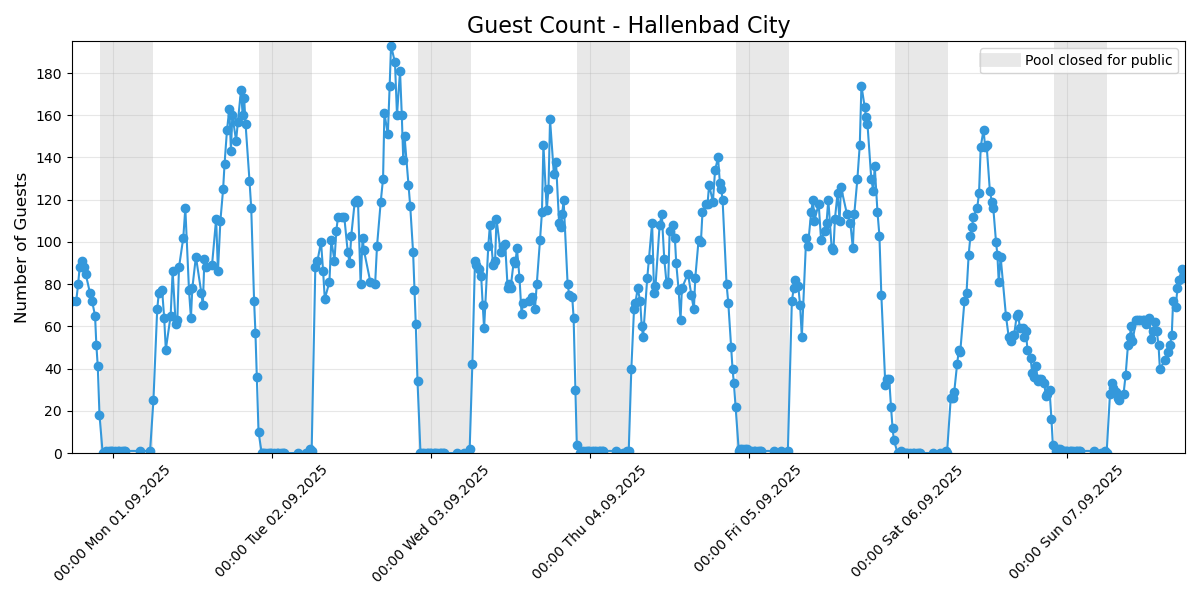 Guest Count - Hallenbad City
Pool closed for public
Number of Guests
180
160
140
120
100
80
60
40
20
0
00:00 Mon 01.09.2025
00:00 Tue 02.09.2025
00:00 Wed 03.09.2025
00:00 Thu 04.09.2025
00:00 Fri 05.09.2025
00:00 Sat 06.09.2025
00:00 Sun 07.09.2025